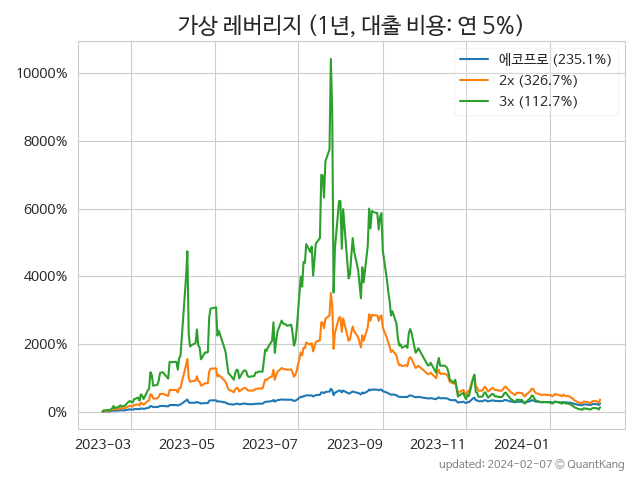 가상 레버리지 (1년, 대출 비용: 연 5%)
에코프로 (235.1%)
2x (326.7%)
3x (112.7%)
10000%
8000%
6000%
4000%
2000%
0%
2023-03 2023-05 2023-07 2023-09 2023-11 2024-01
updated: 2024-02-07 © QuantKang